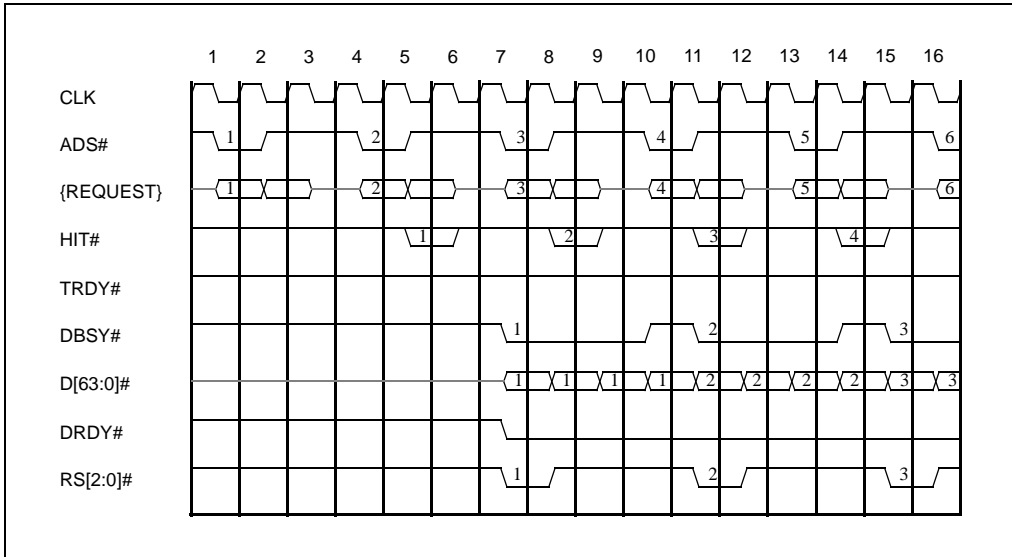 1 2 3 4 5 6 7 8 9 10 11 12 13 14 15 16
CLK
ADS# 1 2 3 4 5 6
{REQUEST} 1 2 3 4 5 6
HIT# 1 2 3 4
TRDY#
DBSY# 1 2 3
D[63:0]# 1 1 1 1 2 2 2 2 3 3
DRDY#
RS[2:0]# 1 2 3